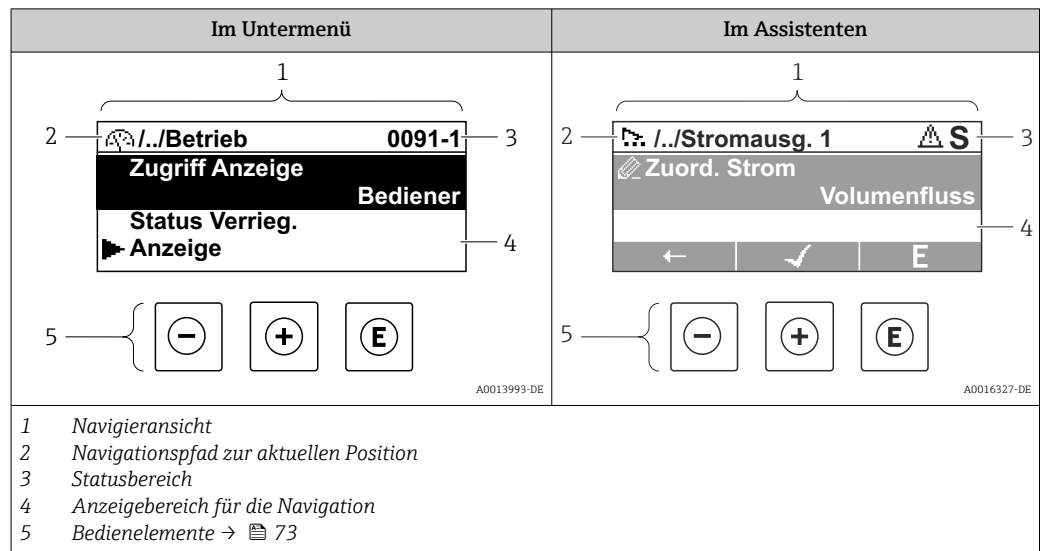 Im Untermenü
Im Assistenten
1
2
/../Betrieb 0091-1
3
Zugriff Anzeige
Bediener
Status Verrieg.
Anzeige
4
5
- + E
A0013993-DE
1
2
/../Stromausg. 1 S
3
Zuord. Strom
Volumenfluss
4
← ✓ E
5
- + E
A0016327-DE
1 Navigieransicht
2 Navigationspfad zur aktuellen Position
3 Statusbereich
4 Anzeigebereich für die Navigation
5 Bedienelemente → 73